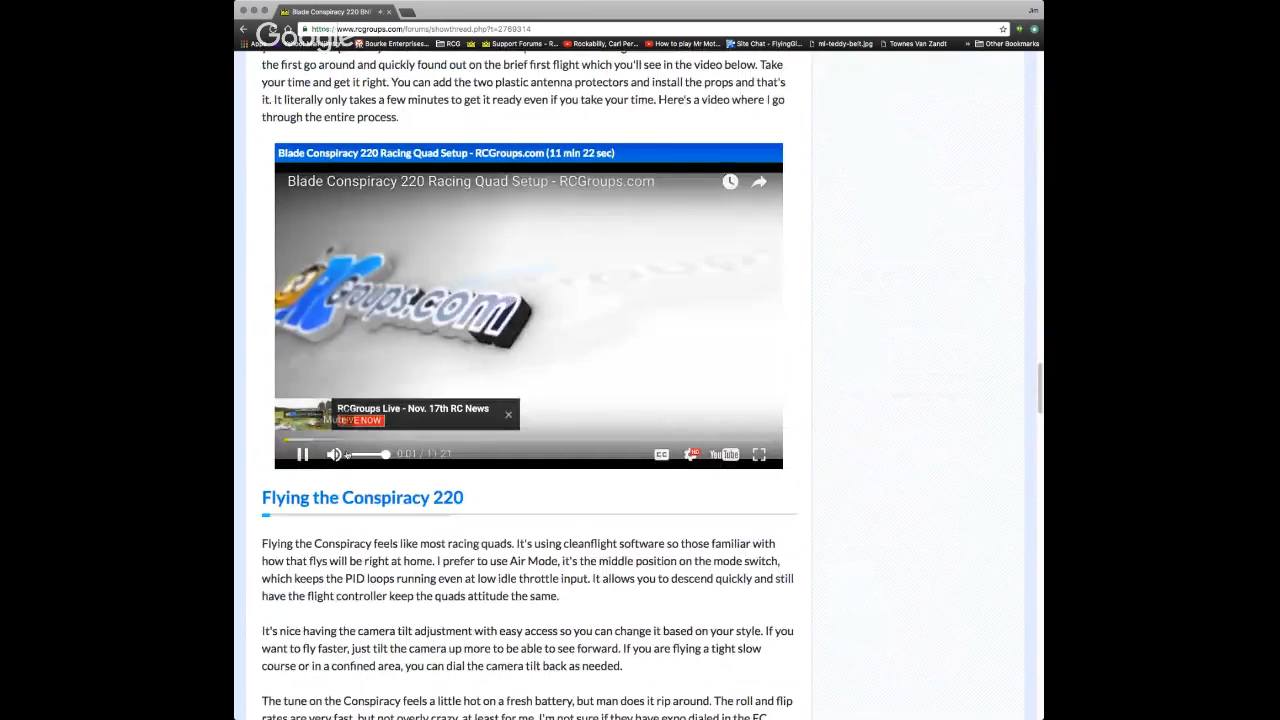 Blade Conspiracy 220 BNF
Jim
https://www.rcgroups.com/forums/showthread.php?t=2769314
Google
Apps
Bourke Enterprises...
RCG
Support Forums - R...
Rockabilly, Carl Per...
How to play Mr Mot...
Site Chat - FlyingGi...
ml-teddy-belt.jpg
Townes Van Zandt
»
Other Bookmarks
the first go around and quickly found out on the brief first flight which you'll see in the video below. Take
your time and get it right. You can add the two plastic antenna protectors and install the props and that's
it. It literally only takes a few minutes to get it ready even if you take your time. Here's a video where I go
through the entire process.
Blade Conspiracy 220 Racing Quad Setup - RCGroups.com (11 min 22 sec)
Blade Conspiracy 220 Racing Quad Setup - RCGroups.com
RCGroups.com
RCGroups Live - Nov. 17th RC News
Mute
LIVE NOW
0:01 / 11:21
CC
HD
YouTube
Flying the Conspiracy 220
Flying the Conspiracy feels like most racing quads. It's using cleanflight software so those familiar with
how that flys will be right at home. I prefer to use Air Mode, it's the middle position on the mode switch,
which keeps the PID loops running even at low idle throttle input. It allows you to descend quickly and still
have the flight controller keep the quads attitude the same.
It's nice having the camera tilt adjustment with easy access so you can change it based on your style. If you
want to fly faster, just tilt the camera up more to be able to see forward. If you are flying a tight slow
course or in a confined area, you can dial the camera tilt back as needed.
The tune on the Conspiracy feels a little hot on a fresh battery, but man does it rip around. The roll and flip
rates are very fast, but not overly crazy, at least for me. I'm not sure if they have expo dialed in the FC